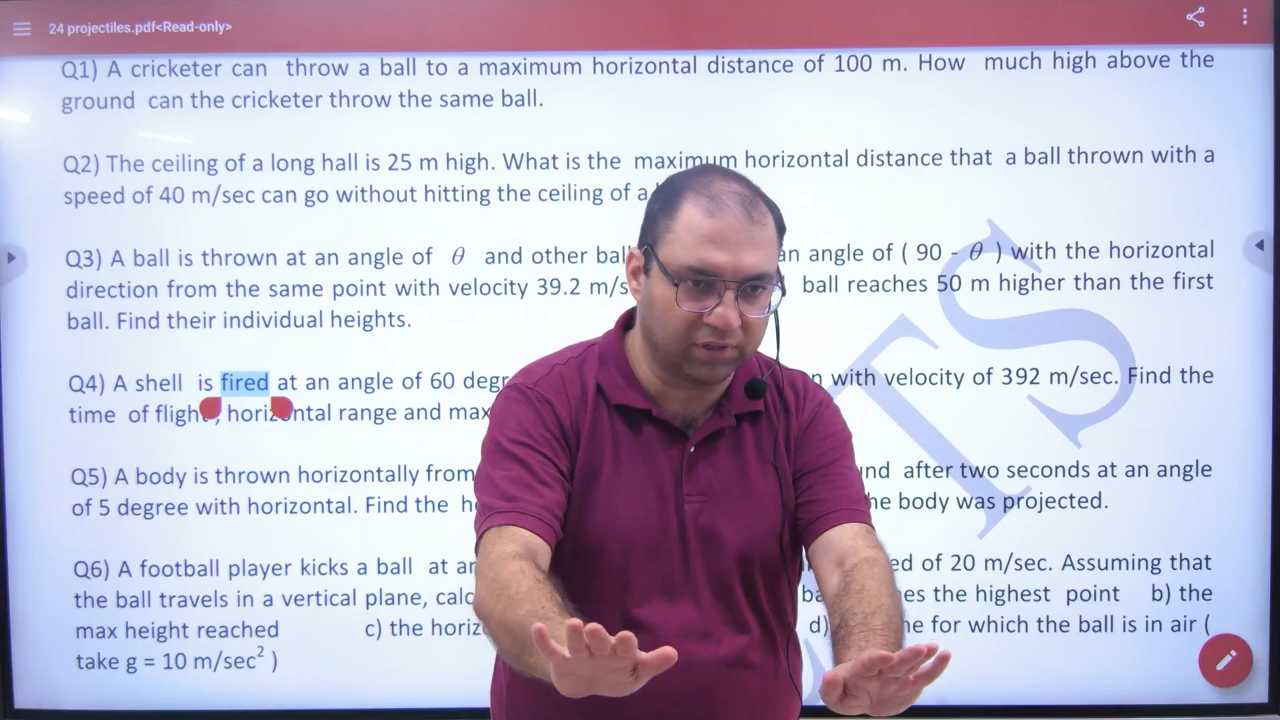 24 projectiles.pdf<Read-only>
Q1) A cricketer can throw a ball to a maximum horizontal distance of 100 m. How much high above the
ground can the cricketer throw the same ball.
Q2) The ceiling of a long hall is 25 m high. What is the maximum horizontal distance that a ball thrown with a
speed of 40 m/sec can go without hitting the ceiling of a
Q3) A ball is thrown at an angle of θ and other ball an angle of ( 90 - θ ) with the horizontal
direction from the same point with velocity 39.2 m/s ball reaches 50 m higher than the first
ball. Find their individual heights.
Q4) A shell is fired at an angle of 60 degr with velocity of 392 m/sec. Find the
time of flight , horizontal range and max
Q5) A body is thrown horizontally from after two seconds at an angle
of 5 degree with horizontal. Find the he body was projected.
Q6) A football player kicks a ball at an ed of 20 m/sec. Assuming that
the ball travels in a vertical plane, calc es the highest point b) the
max height reached c) the horiz d) e for which the ball is in air (
take g = 10 m/sec² )